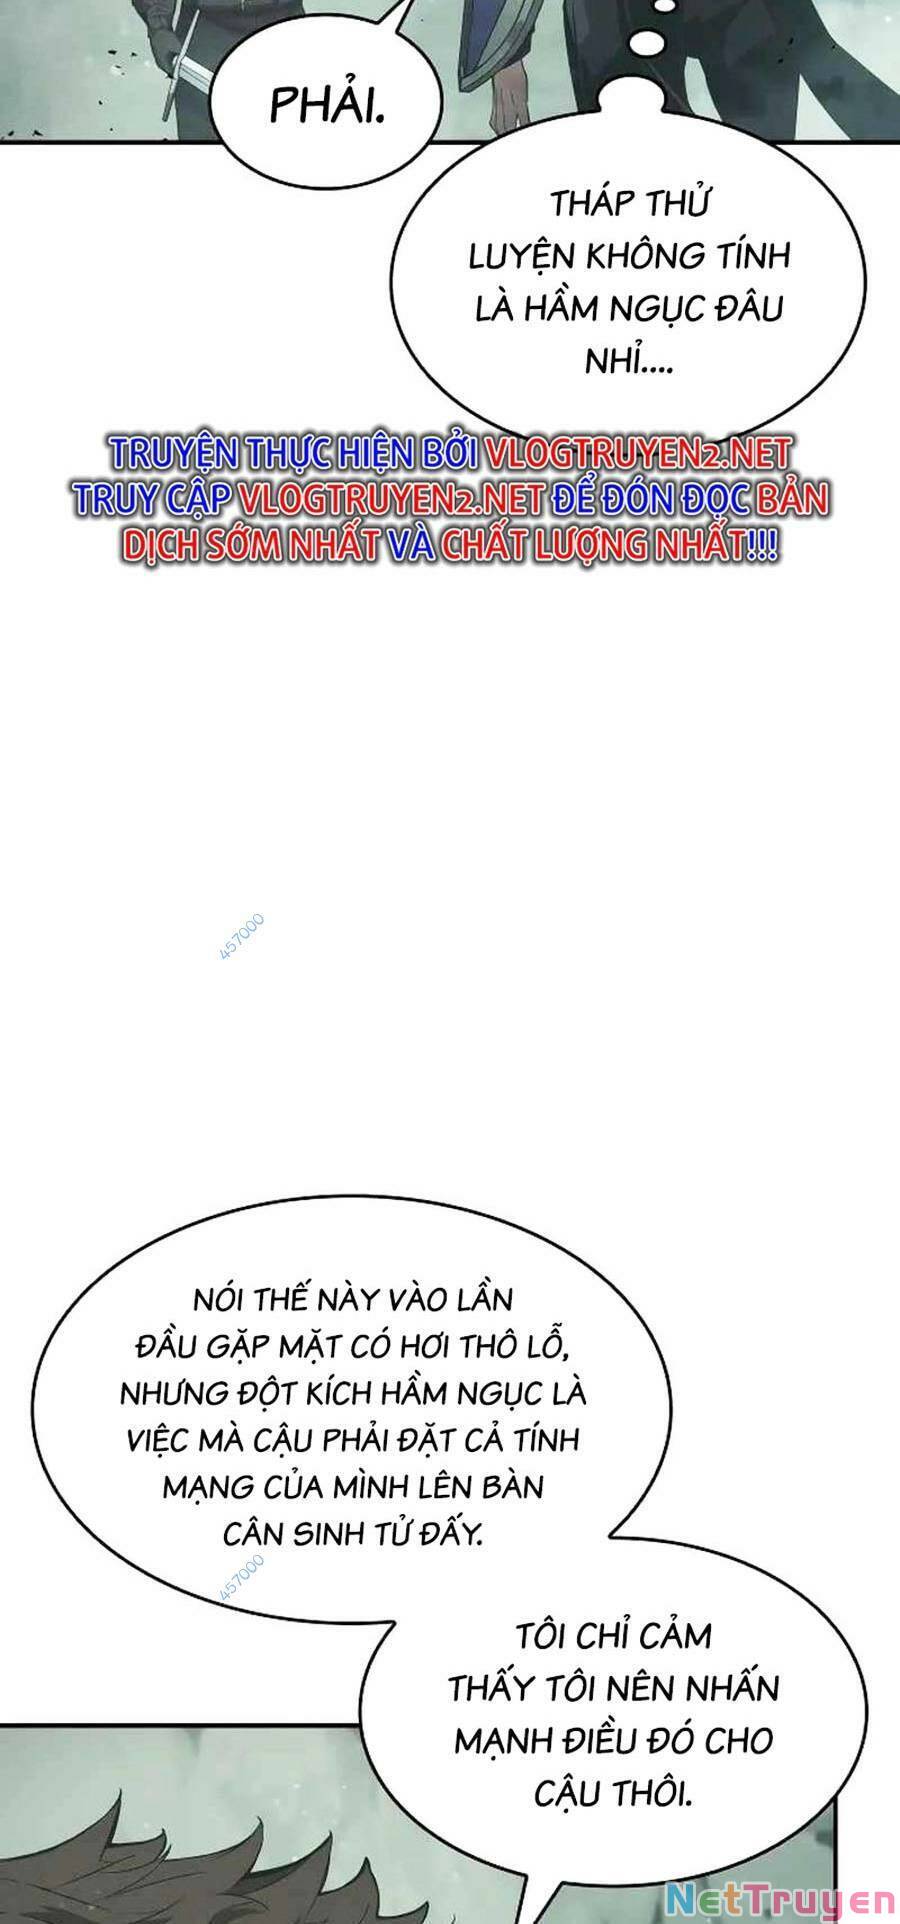 PHẢI.
THÁP THỬ
LUYỆN KHÔNG TÍNH
LÀ HẦM NGỤC ĐÂU
NHỈ....
TRUYỆN THỰC HIỆN BỞI VLOGTRUYEN2.NET
TRUY CẬP VLOGTRUYEN2.NET ĐỂ ĐÓN ĐỌC BẢN
DỊCH SỚM NHẤT VÀ CHẤT LƯỢNG NHẤT!!!
457000
NÓI THẾ NÀY VÀO LẦN
ĐẦU GẶP MẶT CÓ HƠI THÔ LỖ,
NHƯNG ĐỘT KÍCH HẦM NGỤC LÀ
VIỆC MÀ CẬU PHẢI ĐẶT CẢ TÍNH
MẠNG CỦA MÌNH LÊN BÀN
CÂN SINH TỬ ĐẤY.
457000
TÔI CHỈ CẢM
THẤY TÔI NÊN NHẤN
MẠNH ĐIỀU ĐÓ CHO
CẬU THÔI.
NetTruyen